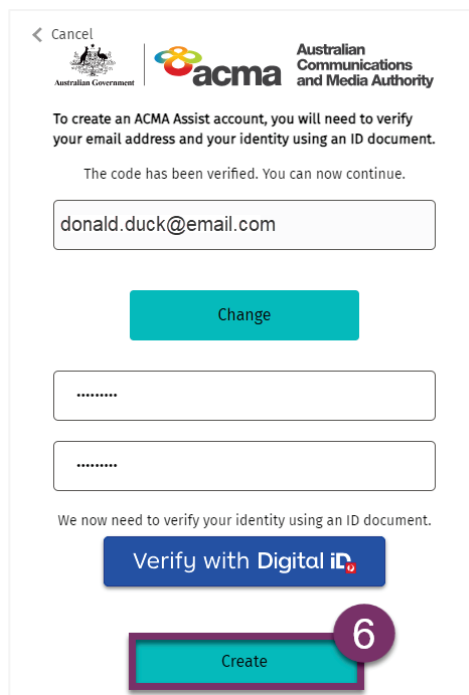 Cancel
Australian Government
acma
Australian
Communications
and Media Authority
To create an ACMA Assist account, you will need to verify
your email address and your identity using an ID document.
The code has been verified. You can now continue.
donald.duck@email.com
Change
•••••••••
•••••••••
We now need to verify your identity using an ID document.
Verify with Digital iD
6
Create